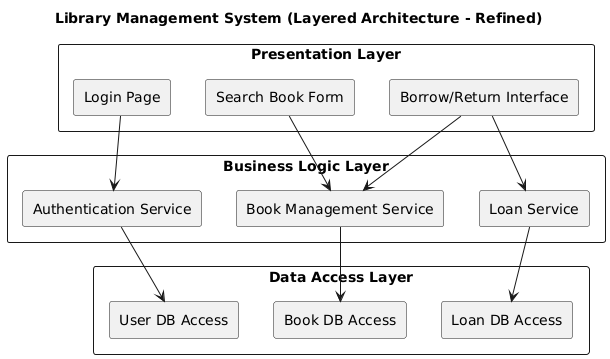 Library Management System (Layered Architecture - Refined)
Presentation Layer
Login Page
Search Book Form
Borrow/Return Interface
Business Logic Layer
Authentication Service
Book Management Service
Loan Service
Data Access Layer
User DB Access
Book DB Access
Loan DB Access